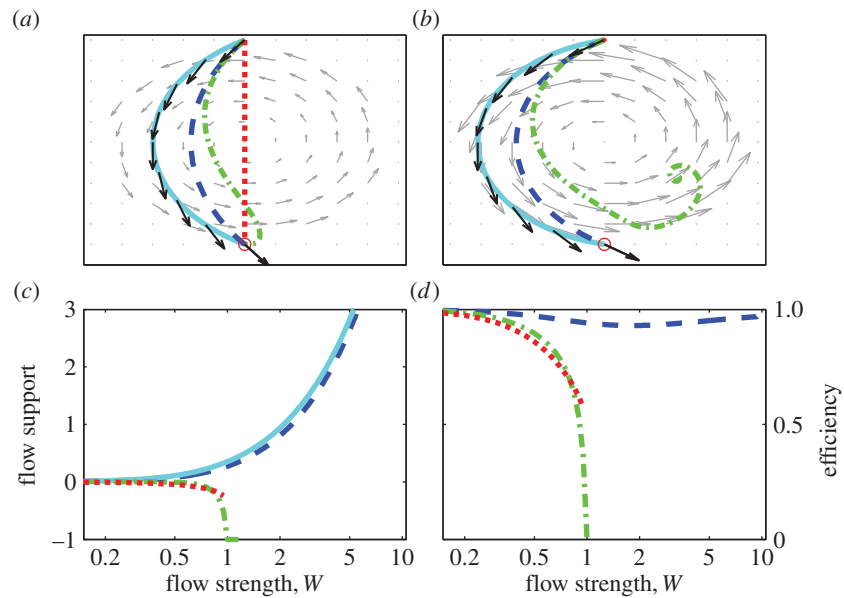 (a) (b)
(c) (d)
3 1.0
2
1 0.5
0
–1 0
flow support
efficiency
0.2 0.5 1 2 5 10 0.2 0.5 1 2 5 10
flow strength, W flow strength, W